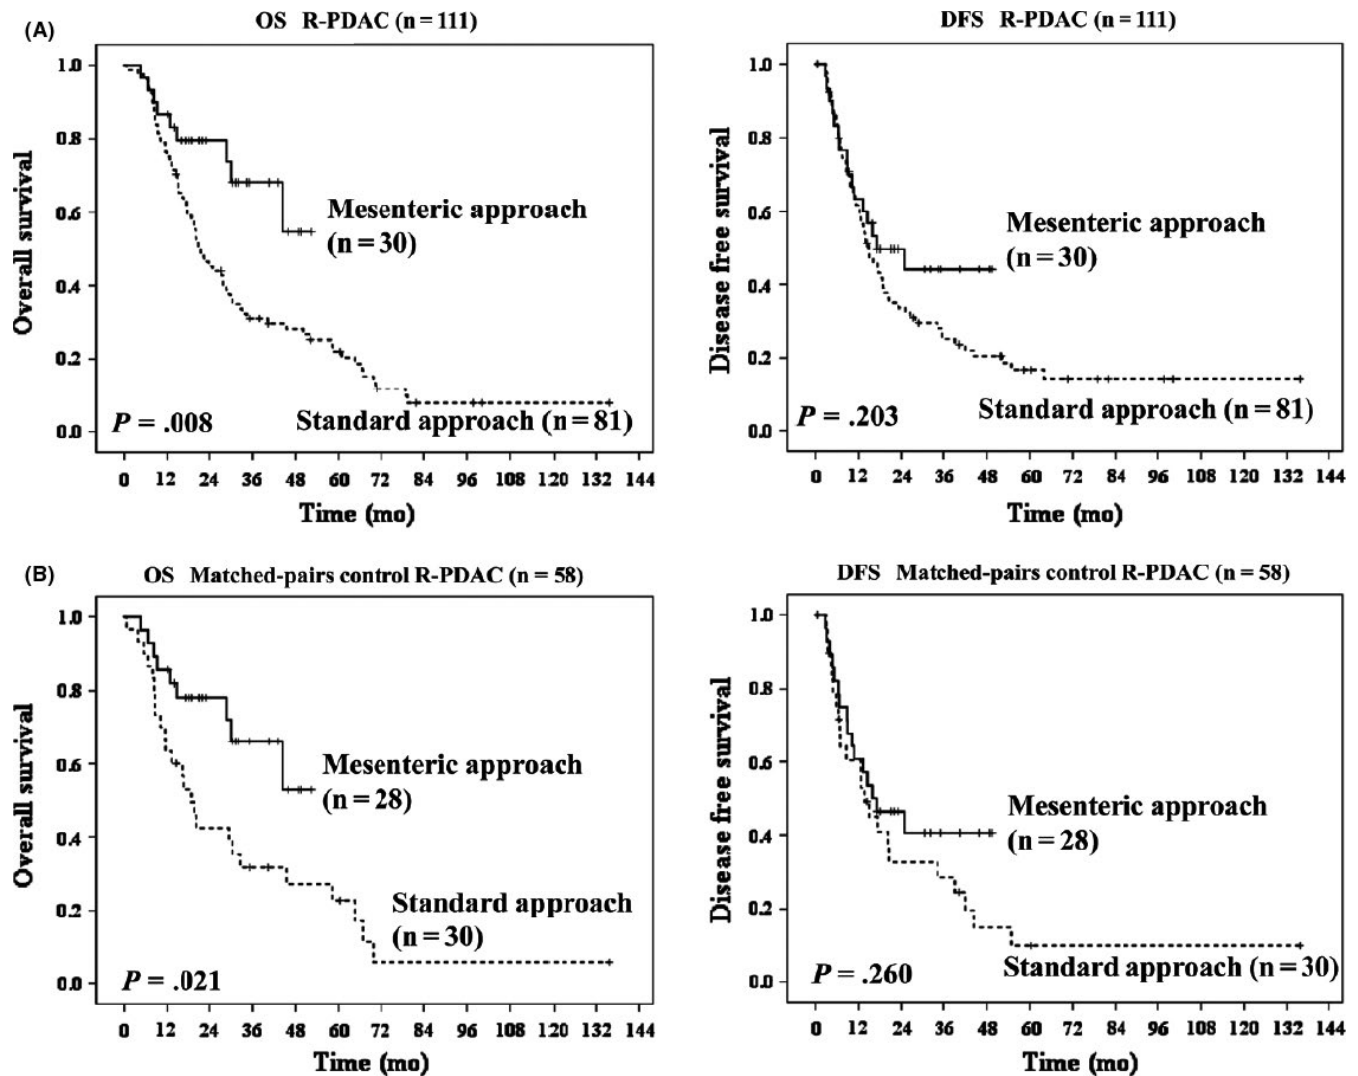 (A)
OS R-PDAC (n = 111)
Overall survival
1.0
0.8
0.6
0.4
0.2
0.0
Mesenteric approach
(n = 30)
Standard approach (n = 81)
P = .008
0 12 24 36 48 60 72 84 96 108 120 132 144
Time (mo)
DFS R-PDAC (n = 111)
Disease free survival
1.0
0.8
0.6
0.4
0.2
0.0
Mesenteric approach
(n = 30)
Standard approach (n = 81)
P = .203
0 12 24 36 48 60 72 84 96 108 120 132 144
Time (mo)
(B)
OS Matched-pairs control R-PDAC (n = 58)
Overall survival
1.0
0.8
0.6
0.4
0.2
0.0
Mesenteric approach
(n = 28)
Standard approach
(n = 30)
P = .021
0 12 24 36 48 60 72 84 96 108 120 132 144
Time (mo)
DFS Matched-pairs control R-PDAC (n = 58)
Disease free survival
1.0
0.8
0.6
0.4
0.2
0.0
Mesenteric approach
(n = 28)
Standard approach (n = 30)
P = .260
0 12 24 36 48 60 72 84 96 108 120 132 144
Time (mo)